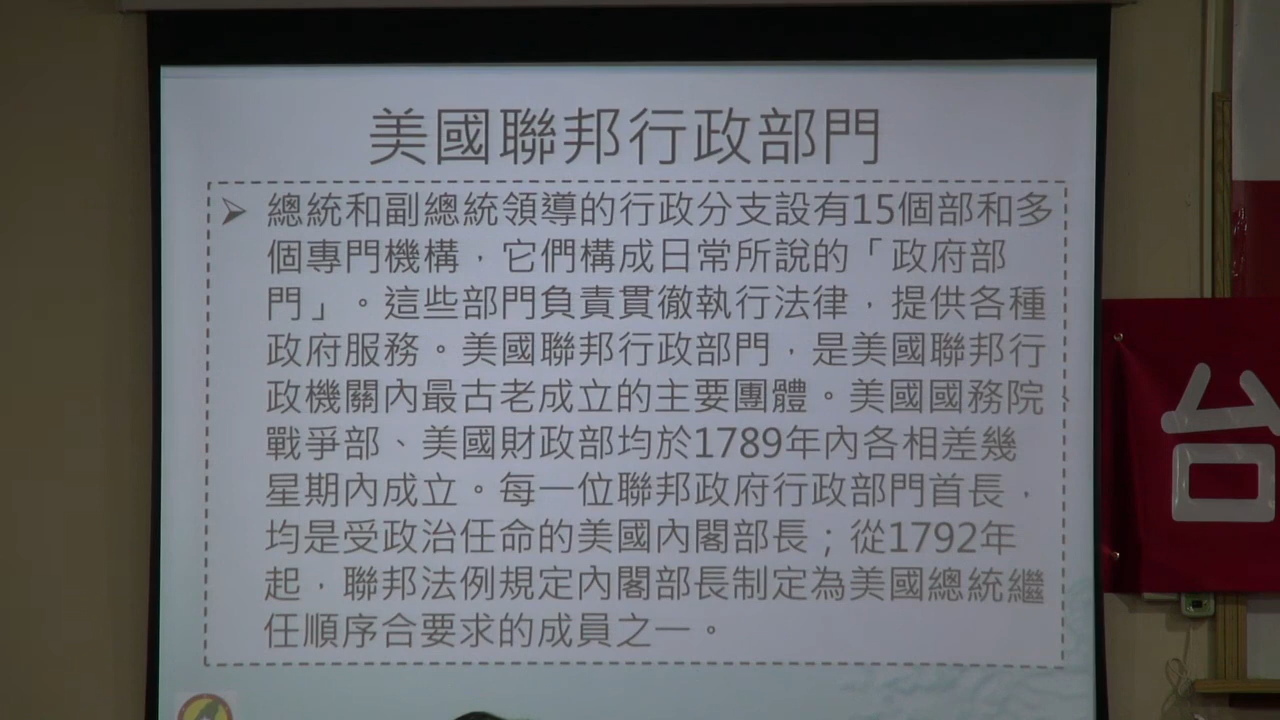 美國聯邦行政部門
➢ 總統和副總統領導的行政分支設有15個部和多
個專門機構，它們構成日常所說的「政府部
門」。這些部門負責貫徹執行法律，提供各種
政府服務。美國聯邦行政部門，是美國聯邦行
政機關內最古老成立的主要團體。美國國務院、
戰爭部、美國財政部均於1789年內各相差幾
星期內成立。每一位聯邦政府行政部門首長，
均是受政治任命的美國內閣部長；從1792年
起，聯邦法例規定內閣部長制定為美國總統繼
任順序合要求的成員之一。
台